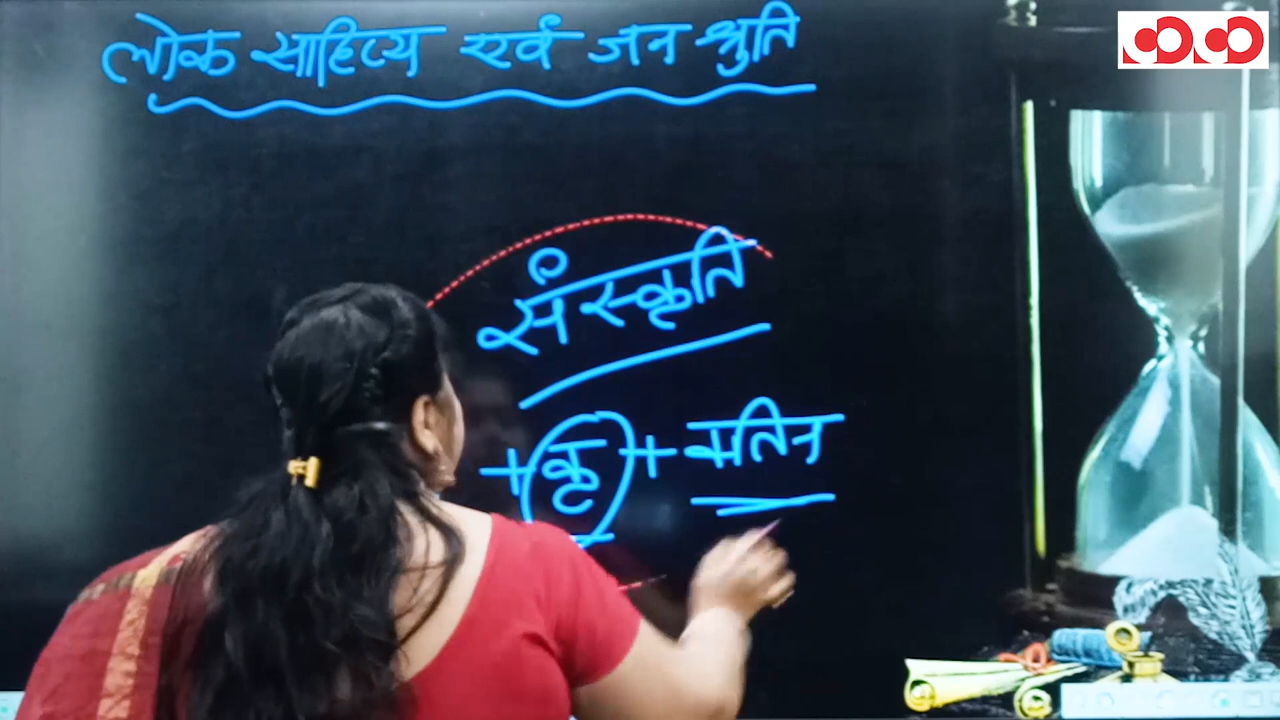 लोक साहित्य एवं जन श्रुति
संस्कृति
+ कृ + मतिन